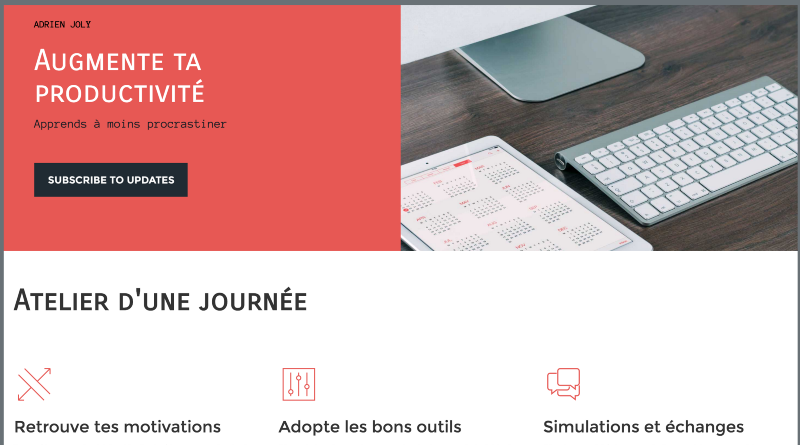 ADRIEN JOLY
Augmente ta
productivité
Apprends à moins procrastiner
SUBSCRIBE TO UPDATES
Atelier d'une journée
Retrouve tes motivations
Adopte les bons outils
Simulations et échanges